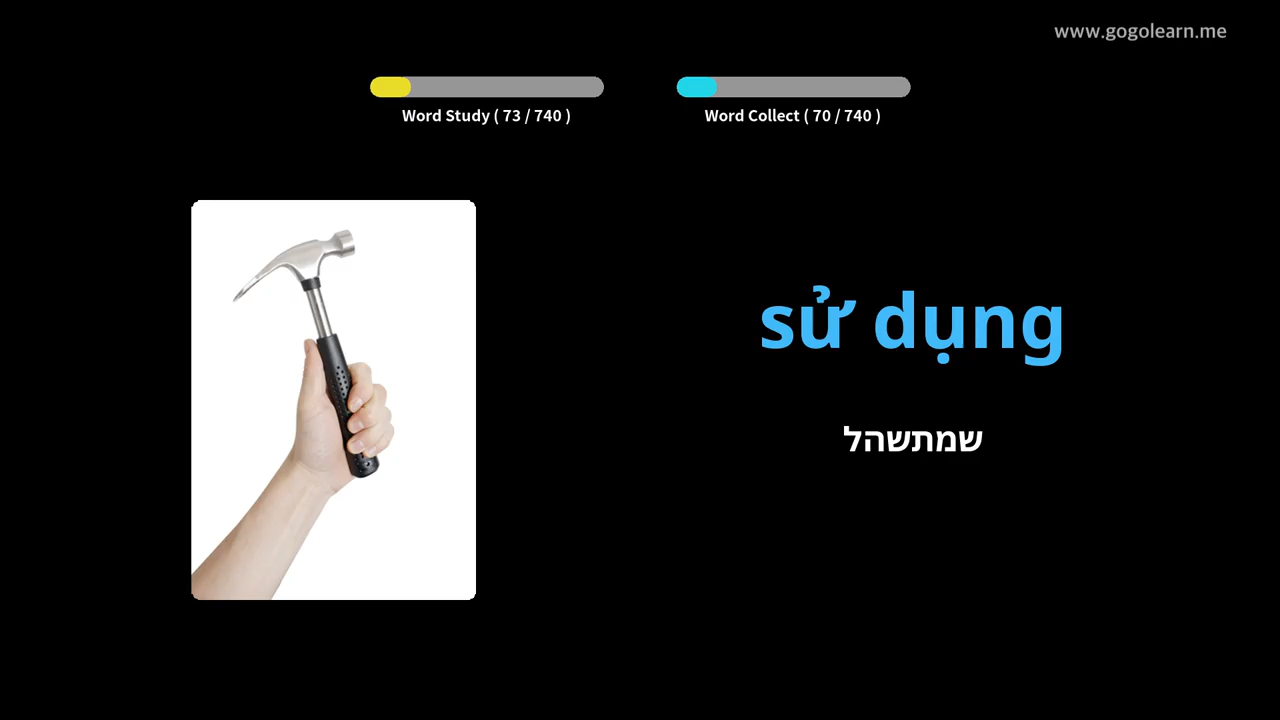 www.gogolearn.me
Word Study ( 73 / 740 )
Word Collect ( 70 / 740 )
sử dụng
שמתשהל